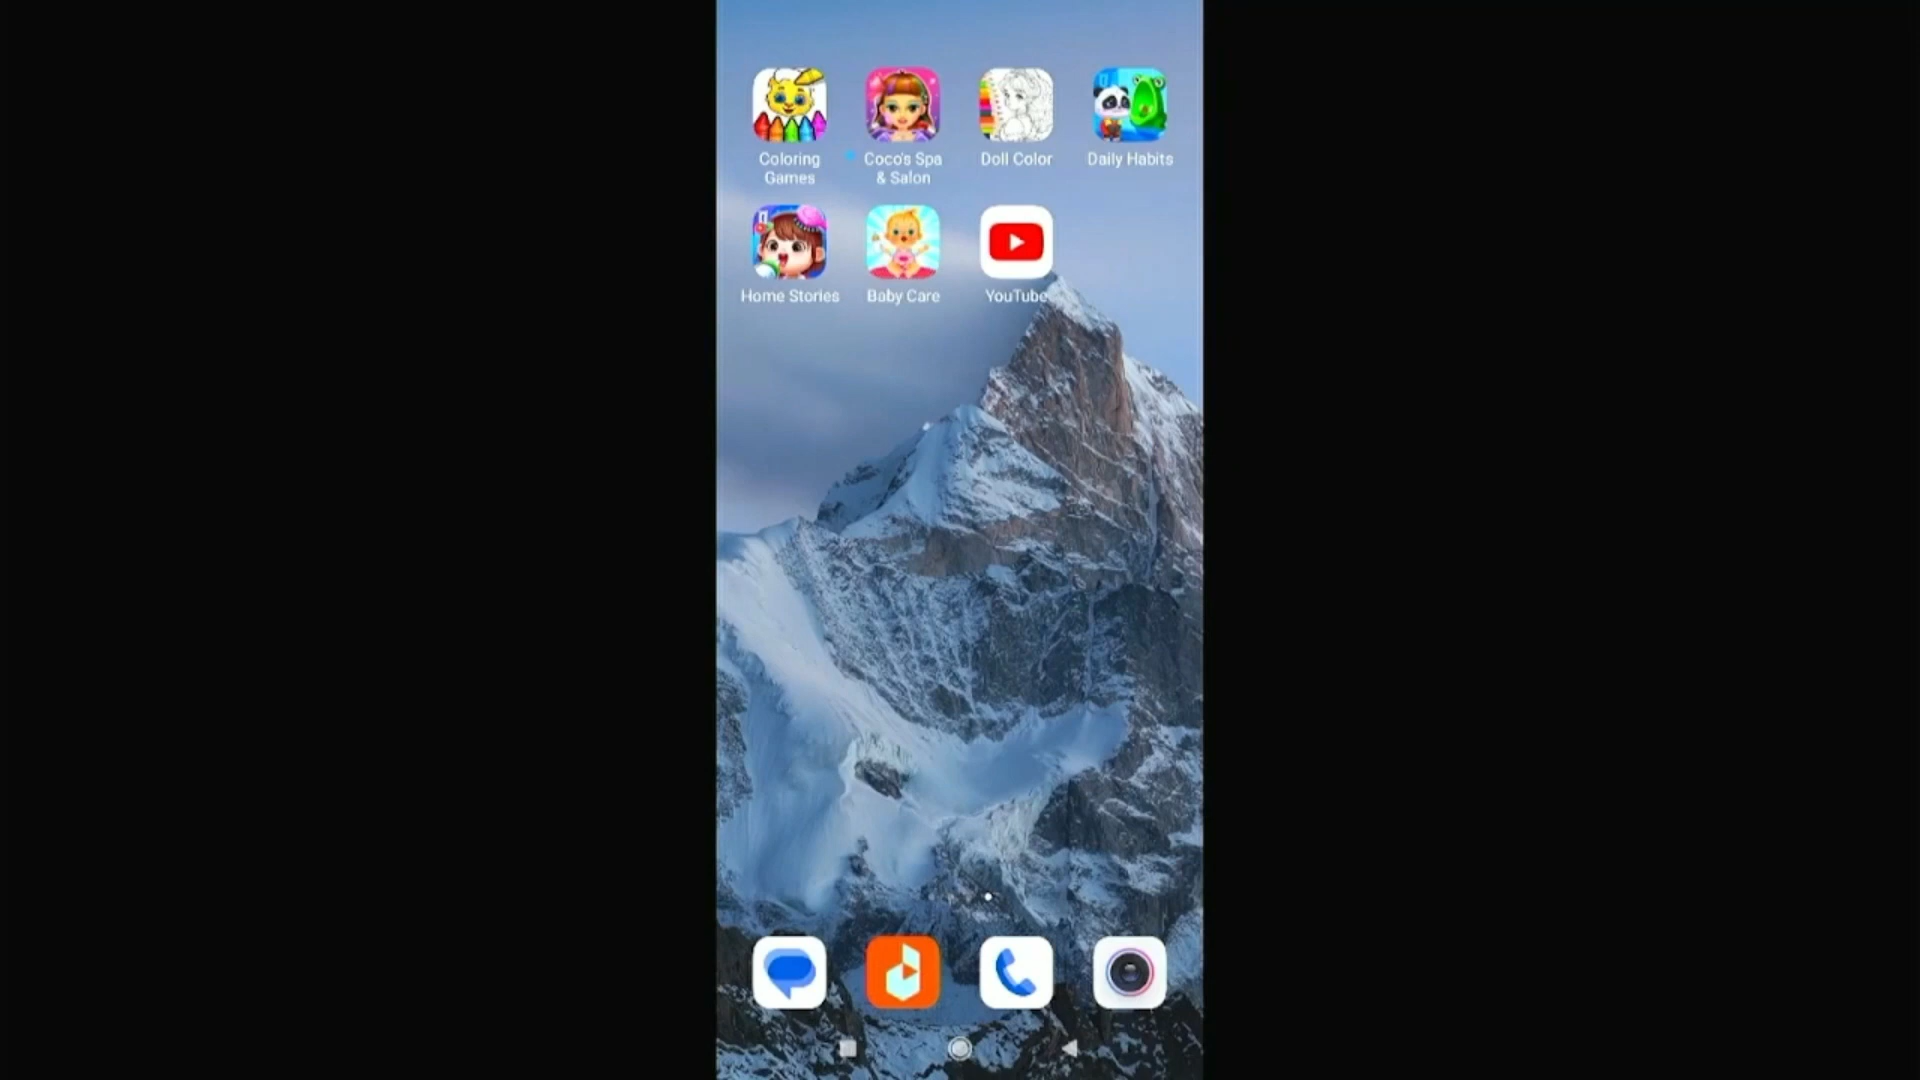 Coloring Games
Coco's Spa & Salon
Doll Color
Daily Habits
Home Stories
Baby Care
YouTube